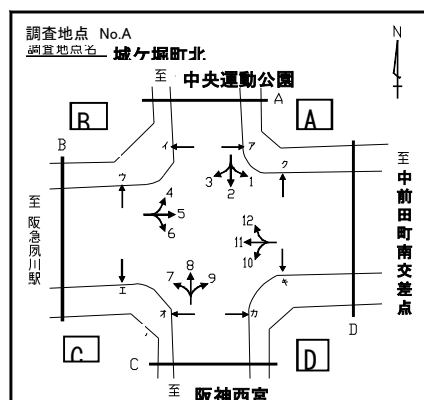 調査地点 No.A
調査地点名 城ケ堀町北
N
至 中央運動公園
A
B
A
B
イ
ア
ウ
ク
3 2 1
4
5
6
12
11
10
7 8 9
エ
キ
オ
カ
至 阪急夙川駅
至 中前田町南交差点
C
D
C
D
至 阪神西宮